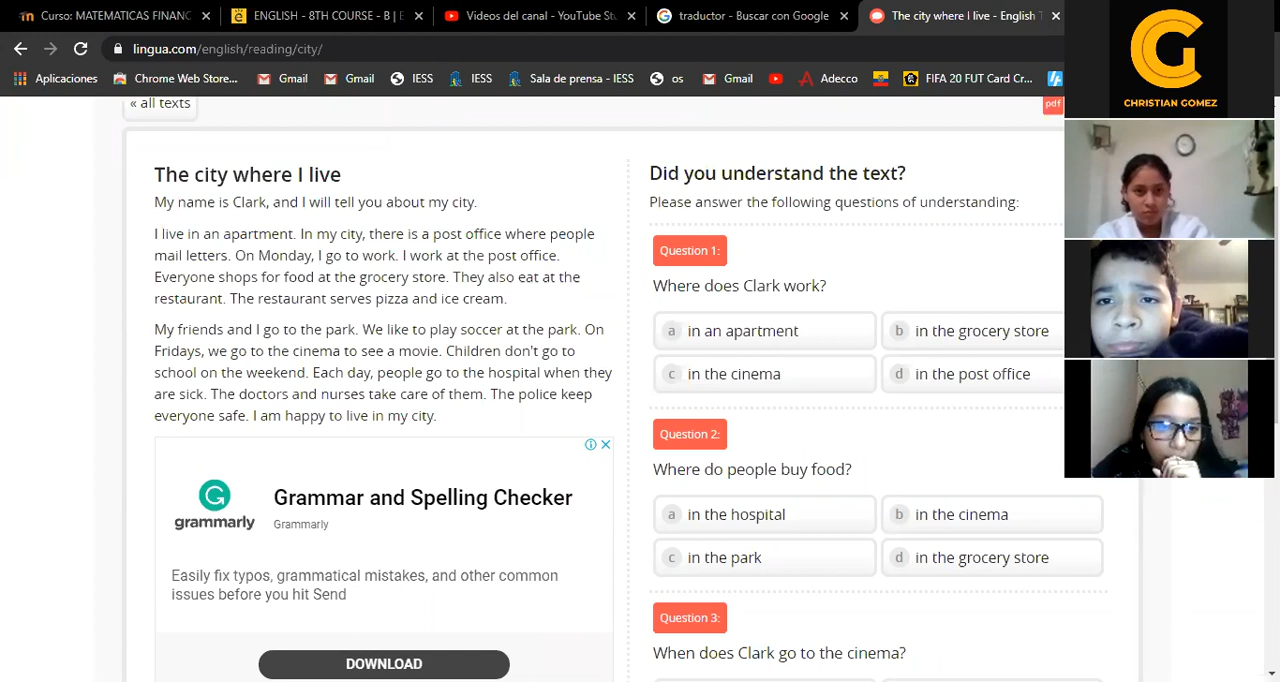 Curso: MATEMATICAS FINANC
ENGLISH - 8TH COURSE - B | E
Videos del canal - YouTube Stu
traductor - Buscar con Google
The city where I live - English T
lingua.com/english/reading/city/
Aplicaciones
Chrome Web Store...
Gmail
Gmail
IESS
IESS
Sala de prensa - IESS
os
Gmail
Adecco
FIFA 20 FUT Card Cr...
CHRISTIAN GOMEZ
« all texts
pdf
The city where I live
My name is Clark, and I will tell you about my city.
I live in an apartment. In my city, there is a post office where people
mail letters. On Monday, I go to work. I work at the post office.
Everyone shops for food at the grocery store. They also eat at the
restaurant. The restaurant serves pizza and ice cream.
My friends and I go to the park. We like to play soccer at the park. On
Fridays, we go to the cinema to see a movie. Children don't go to
school on the weekend. Each day, people go to the hospital when they
are sick. The doctors and nurses take care of them. The police keep
everyone safe. I am happy to live in my city.
grammarly
Grammar and Spelling Checker
Grammarly
Easily fix typos, grammatical mistakes, and other common
issues before you hit Send
DOWNLOAD
Did you understand the text?
Please answer the following questions of understanding:
Question 1:
Where does Clark work?
a in an apartment
b in the grocery store
c in the cinema
d in the post office
Question 2:
Where do people buy food?
a in the hospital
b in the cinema
c in the park
d in the grocery store
Question 3:
When does Clark go to the cinema?